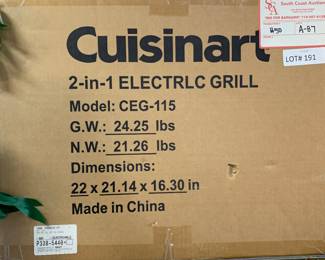 South Coast Auction
A-87
LOT# 191
Cuisinart
2-in-1 ELECTRLC GRILL
Model: CEG-115
G.W.: 24.25 lbs
N.W.: 21.26 lbs
Dimensions:
22 x 21.14 x 16.30 in
Made in China